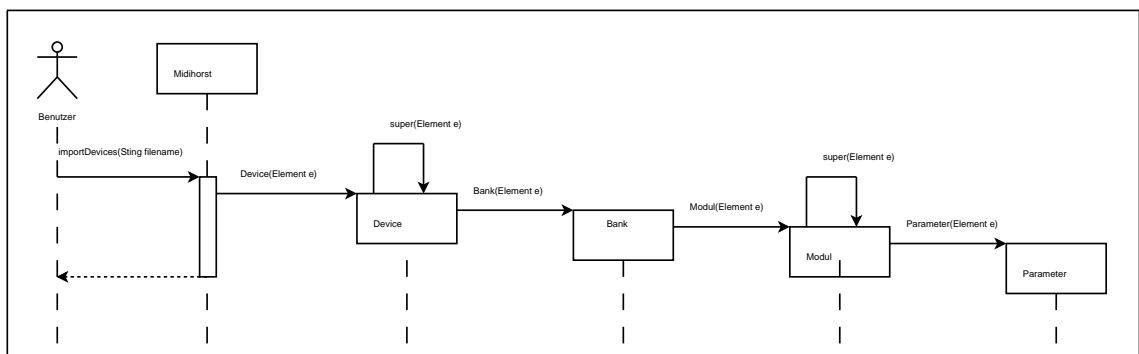 Benutzer
Midihorst
importDevices(Sting filename)
Device(Element e)
super(Element e)
Device
Bank(Element e)
Bank
Modul(Element e)
super(Element e)
Modul
Parameter(Element e)
Parameter